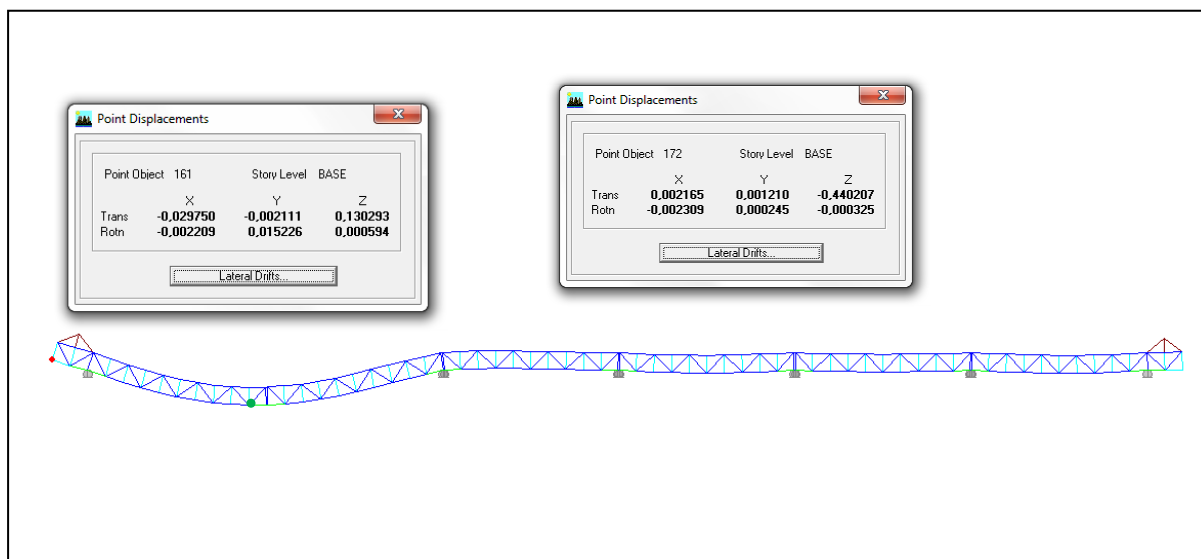 Point Displacements
Point Object 161 Story Level BASE
X Y Z
Trans -0,029750 -0,002111 0,130293
Rotn -0,002209 0,015226 0,000594
Lateral Drifts...
Point Displacements
Point Object 172 Story Level BASE
X Y Z
Trans 0,002165 0,001210 -0,440207
Rotn -0,002309 0,000245 -0,000325
Lateral Drifts...